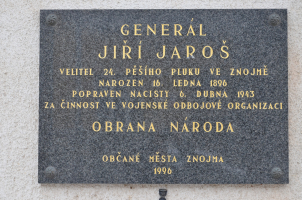 GENERÁL
JIŘÍ JAROŠ
VELITEL 24. PĚŠÍHO PLUKU VE ZNOJMĚ
NAROZEN 16. LEDNA 1896
POPRAVEN NACISTY 6. DUBNA 1943
ZA ČINNOST VE VOJENSKÉ ODBOJOVÉ ORGANIZACI
OBRANA NÁRODA
OBČANÉ MĚSTA ZNOJMA
1996